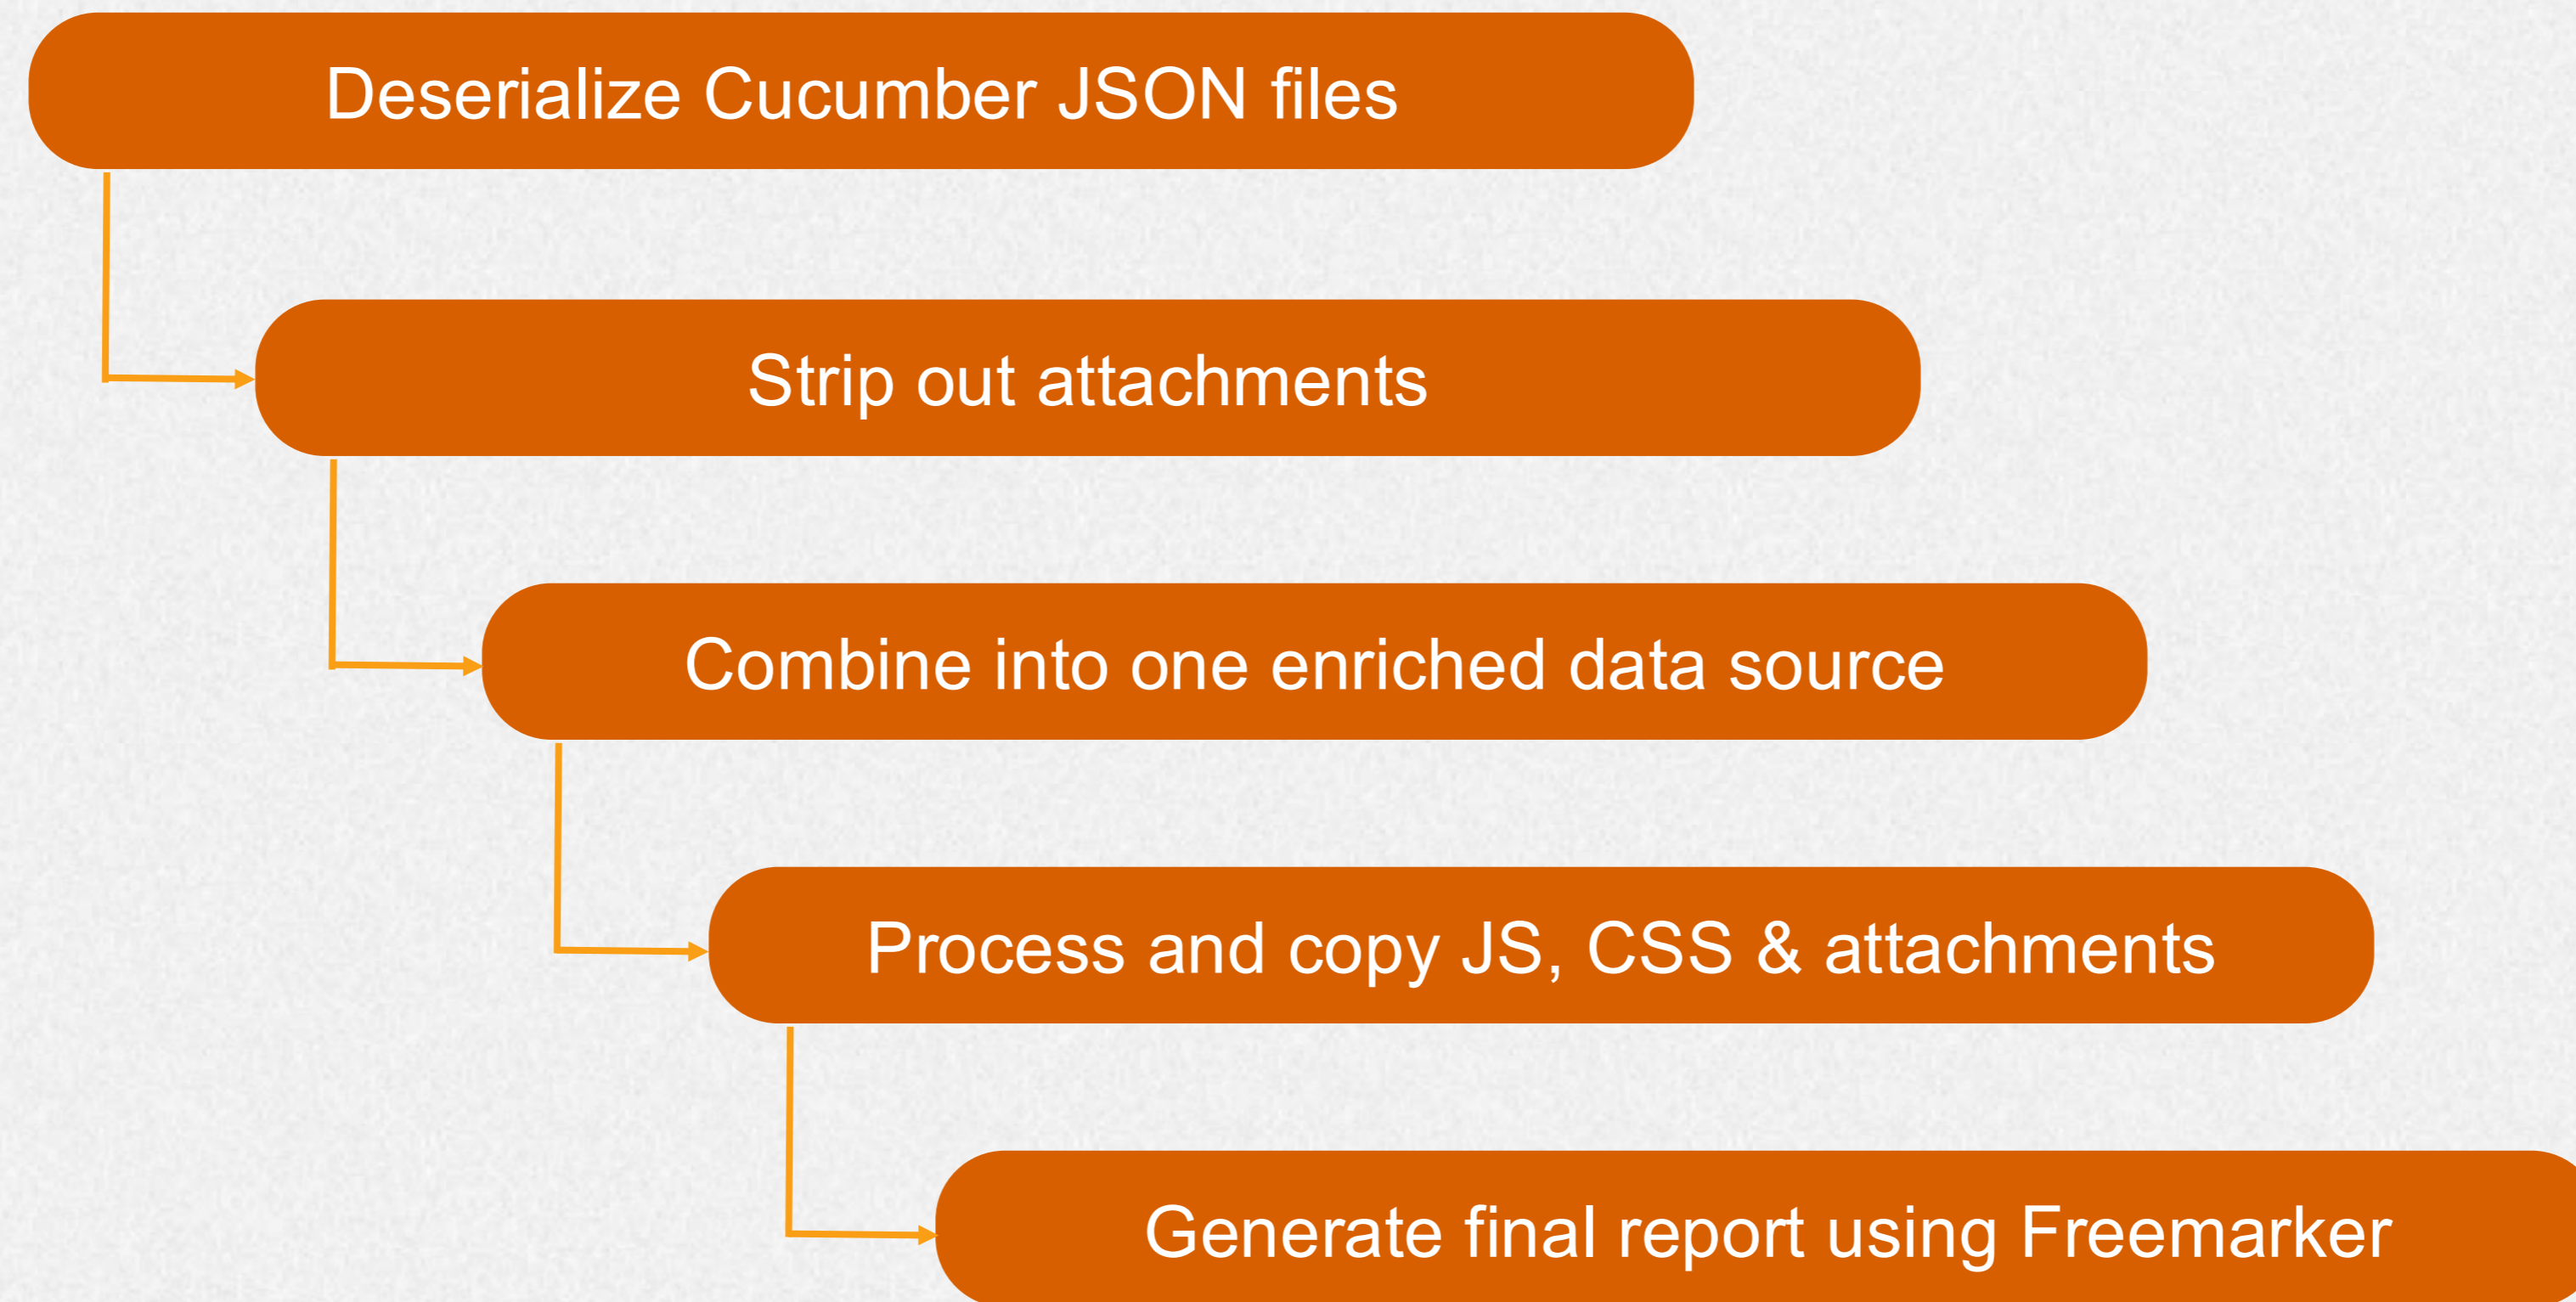 Deserialize Cucumber JSON files
Strip out attachments
Combine into one enriched data source
Process and copy JS, CSS & attachments
Generate final report using Freemarker